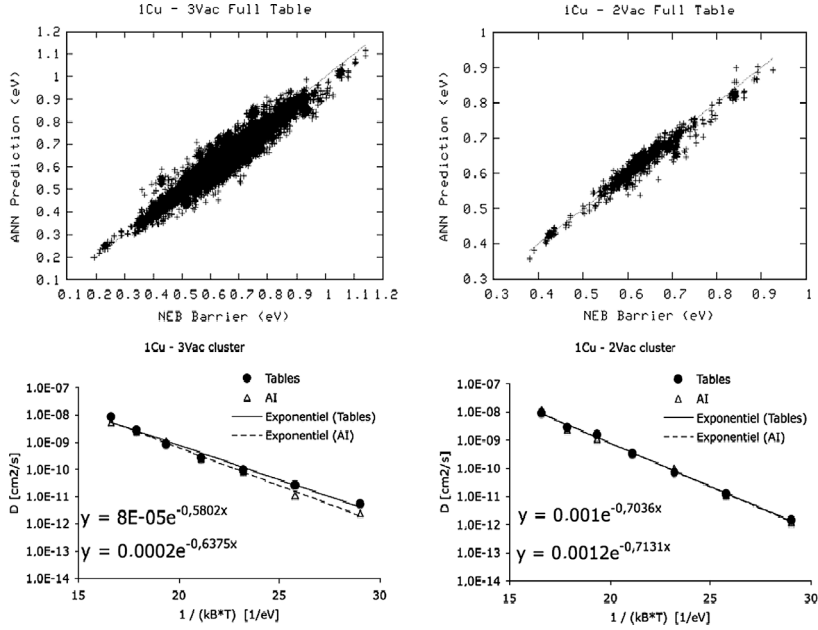 1Cu - 3Vac Full Table
ANN Prediction (eV)
1.2
1.1
1
0.9
0.8
0.7
0.6
0.5
0.4
0.3
0.2
0.1
0.1 0.2 0.3 0.4 0.5 0.6 0.7 0.8 0.9 1 1.1 1.2
NEB Barrier (eV)
1Cu - 2Vac Full Table
ANN Prediction (eV)
1
0.9
0.8
0.7
0.6
0.5
0.4
0.3
0.3 0.4 0.5 0.6 0.7 0.8 0.9 1
NEB Barrier (eV)
1Cu - 3Vac cluster
Tables
AI
Exponentiel (Tables)
Exponentiel (AI)
D [cm2/s]
1.0E-07
1.0E-08
1.0E-09
1.0E-10
1.0E-11
1.0E-12
1.0E-13
1.0E-14
y = 8E-05e-0,5802x
y = 0.0002e-0,6375x
15 20 25 30
1 / (kB*T) [1/eV]
1Cu - 2Vac cluster
Tables
AI
Exponentiel (Tables)
Exponentiel (AI)
D [cm2/s]
1.0E-07
1.0E-08
1.0E-09
1.0E-10
1.0E-11
1.0E-12
1.0E-13
1.0E-14
y = 0.001e-0,7036x
y = 0.0012e-0,7131x
15 20 25 30
1 / (kB*T) [1/eV]